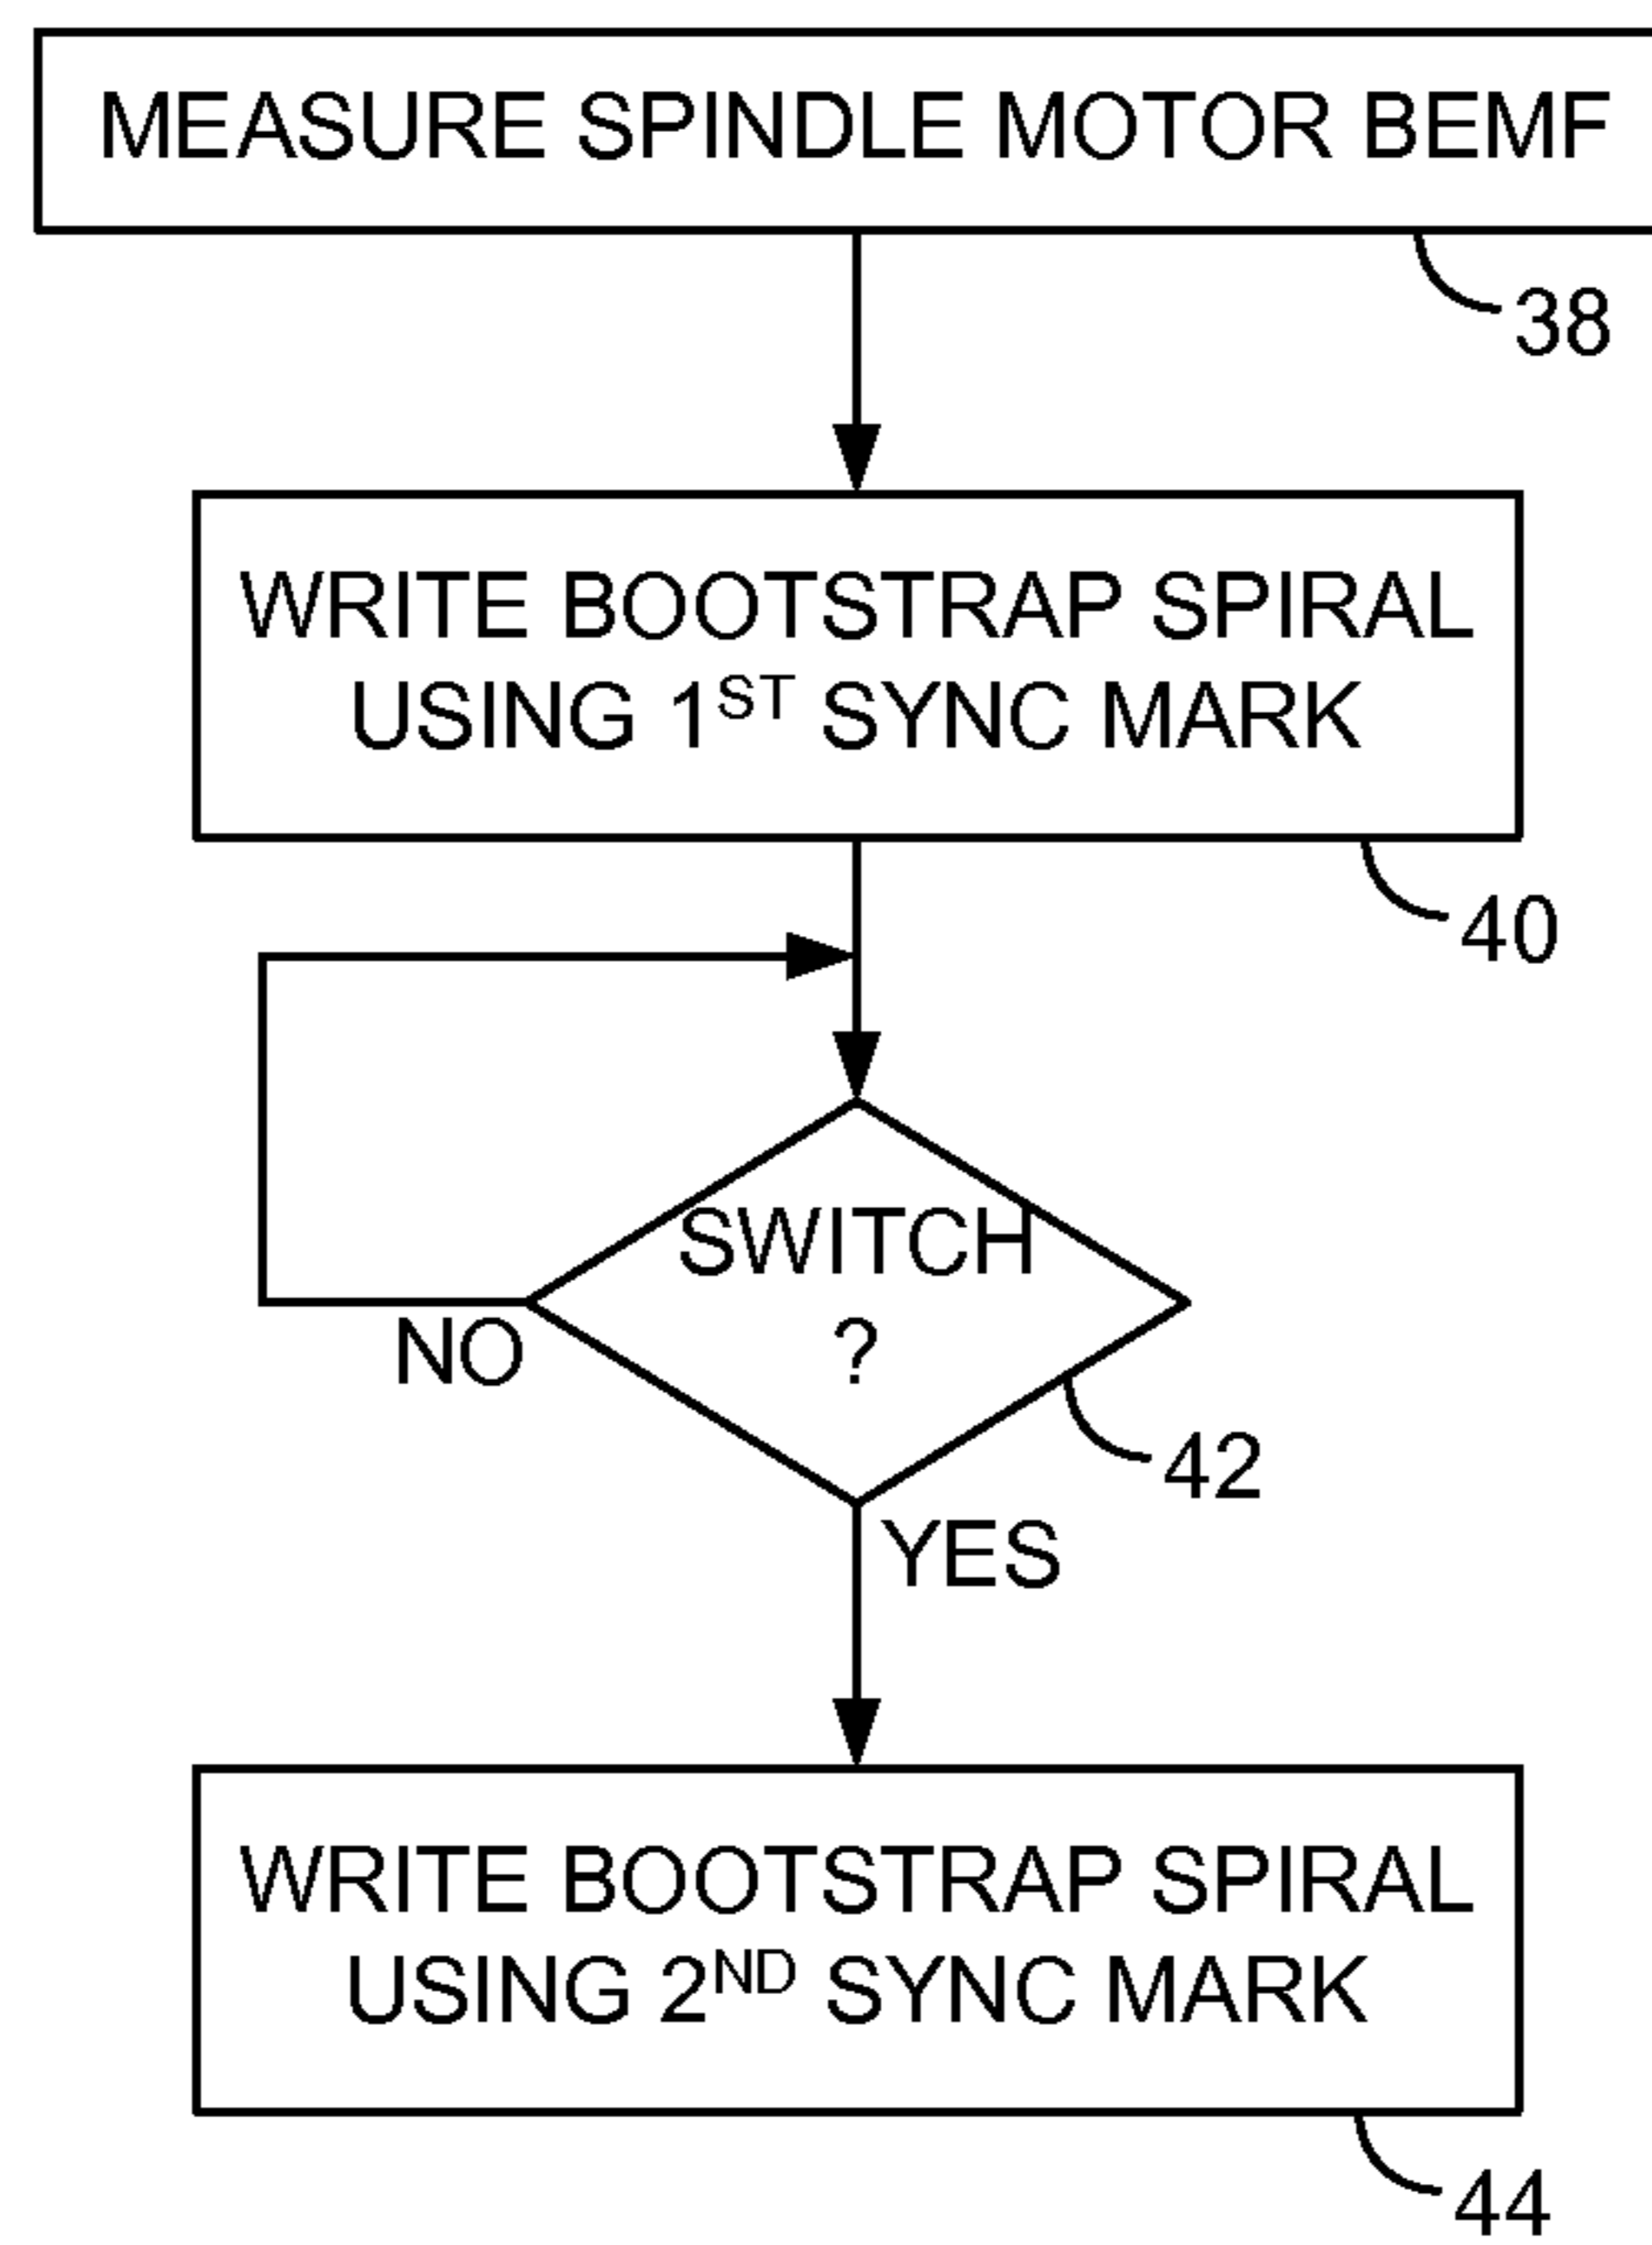 MEASURE SPINDLE MOTOR BEMF
38
WRITE BOOTSTRAP SPIRAL
USING 1ST SYNC MARK
40
SWITCH
?
NO
42
YES
WRITE BOOTSTRAP SPIRAL
USING 2ND SYNC MARK
44